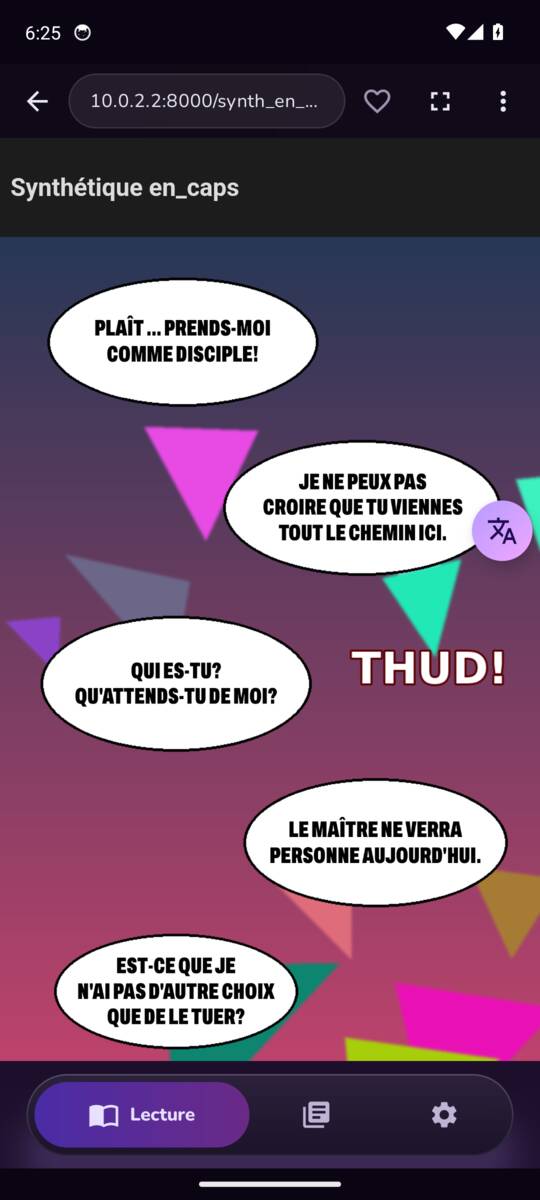 6:25
10.0.2.2:8000/synth_en_...
Synthétique en_caps
PLAÎT ... PRENDS-MOI
COMME DISCIPLE!
JE NE PEUX PAS
CROIRE QUE TU VIENNES
TOUT LE CHEMIN ICI.
QUI ES-TU?
QU'ATTENDS-TU DE MOI?
THUD!
LE MAÎTRE NE VERRA
PERSONNE AUJOURD'HUI.
EST-CE QUE JE
N'AI PAS D'AUTRE CHOIX
QUE DE LE TUER?
Lecture